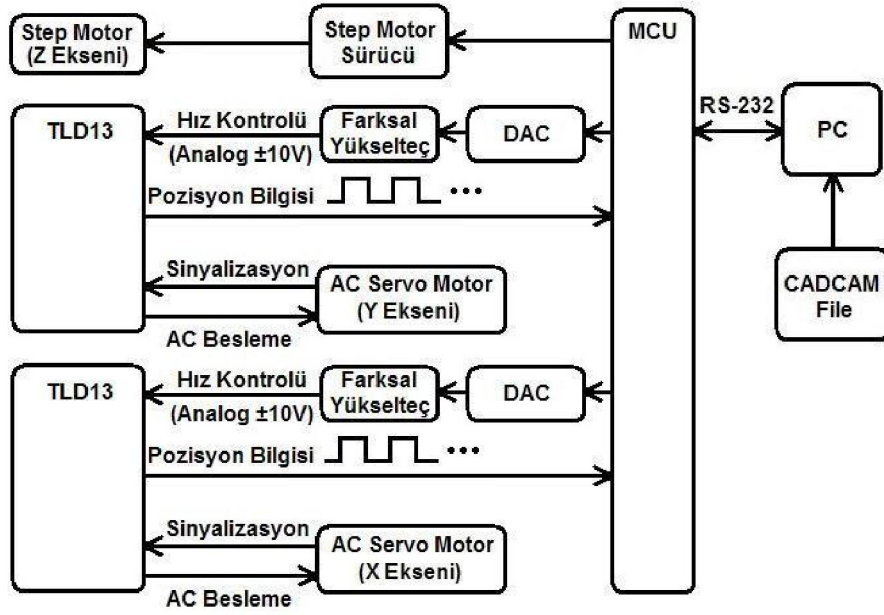 Step Motor
(Z Ekseni)
Step Motor
Sürücü
MCU
RS-232
PC
CADCAM
File
TLD13
Hız Kontrolü
(Analog ±10V)
Farksal
Yükselteç
DAC
Pozisyon Bilgisi
Sinyalizasyon
AC Servo Motor
(Y Ekseni)
AC Besleme
TLD13
Hız Kontrolü
(Analog ±10V)
Farksal
Yükselteç
DAC
Pozisyon Bilgisi
Sinyalizasyon
AC Servo Motor
(X Ekseni)
AC Besleme